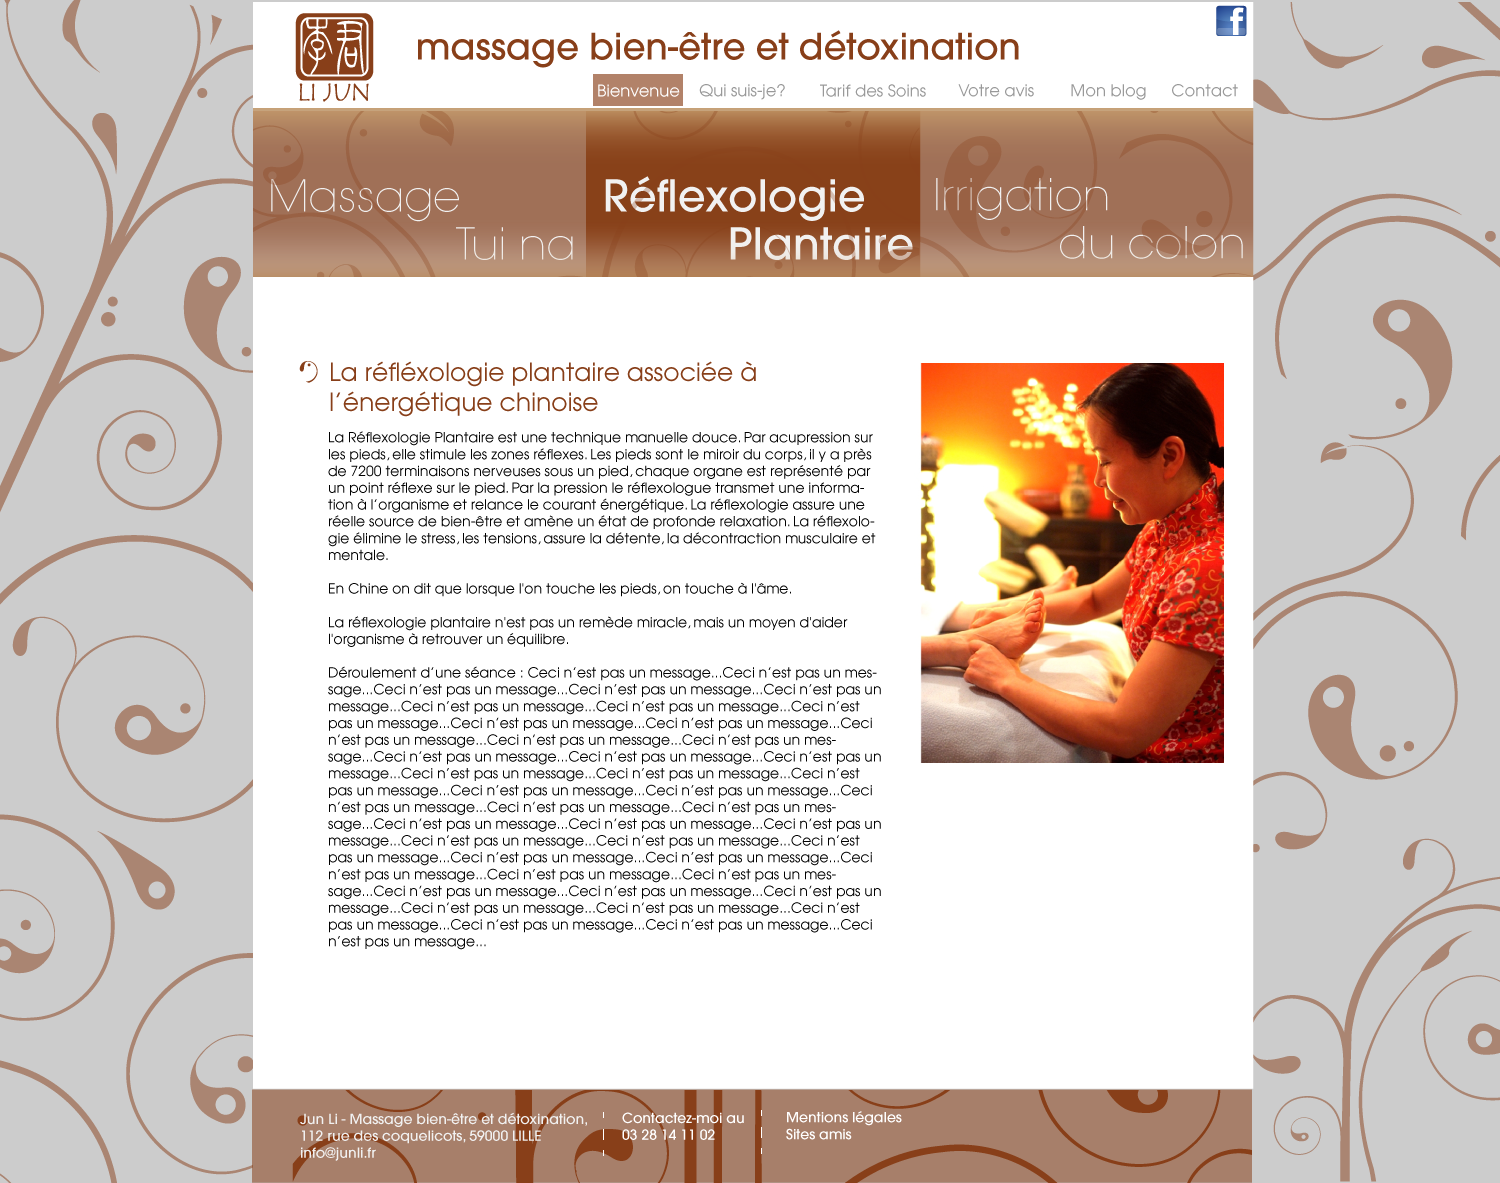 李君
LI JUN
massage bien-être et détoxination
f
Bienvenue Qui suis-je? Tarif des Soins Votre avis Mon blog Contact
Massage
Tui na
Réflexologie
Plantaire
Irrigation
du colon
La réfléxologie plantaire associée à
l’énergétique chinoise
La Réflexologie Plantaire est une technique manuelle douce. Par acupression sur
les pieds, elle stimule les zones réflexes. Les pieds sont le miroir du corps, il y a près
de 7200 terminaisons nerveuses sous un pied, chaque organe est représenté par
un point réflexe sur le pied. Par la pression le réflexologue transmet une informa-
tion à l’organisme et relance le courant énergétique. La réflexologie assure une
réelle source de bien-être et amène un état de profonde relaxation. La réflexolo-
gie élimine le stress, les tensions, assure la détente, la décontraction musculaire et
mentale.
En Chine on dit que lorsque l'on touche les pieds, on touche à l'âme.
La réflexologie plantaire n'est pas un remède miracle, mais un moyen d'aider
l'organisme à retrouver un équilibre.
Déroulement d’une séance : Ceci n’est pas un message...Ceci n’est pas un mes-
sage...Ceci n’est pas un message...Ceci n’est pas un message...Ceci n’est pas un
message...Ceci n’est pas un message...Ceci n’est pas un message...Ceci n’est
pas un message...Ceci n’est pas un message...Ceci n’est pas un message...Ceci
n’est pas un message...Ceci n’est pas un message...Ceci n’est pas un mes-
sage...Ceci n’est pas un message...Ceci n’est pas un message...Ceci n’est pas un
message...Ceci n’est pas un message...Ceci n’est pas un message...Ceci n’est
pas un message...Ceci n’est pas un message...Ceci n’est pas un message...Ceci
n’est pas un message...Ceci n’est pas un message...Ceci n’est pas un mes-
sage...Ceci n’est pas un message...Ceci n’est pas un message...Ceci n’est pas un
message...Ceci n’est pas un message...Ceci n’est pas un message...Ceci n’est
pas un message...Ceci n’est pas un message...Ceci n’est pas un message...Ceci
n’est pas un message...Ceci n’est pas un message...Ceci n’est pas un mes-
sage...Ceci n’est pas un message...Ceci n’est pas un message...Ceci n’est pas un
message...Ceci n’est pas un message...Ceci n’est pas un message...Ceci n’est
pas un message...Ceci n’est pas un message...Ceci n’est pas un message...Ceci
n’est pas un message...
Jun Li - Massage bien-être et détoxination,
112 rue des coquelicots, 59000 LILLE
info@junli.fr
Contactez-moi au
03 28 14 11 02
Mentions légales
Sites amis